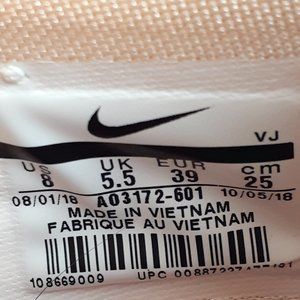 VJ
US UK EUR cm
8 5.5 39 25
08/01/18 AO3172-601 10/05/18
MADE IN VIETNAM
FABRIQUE AU VIETNAM
108669009 UPC